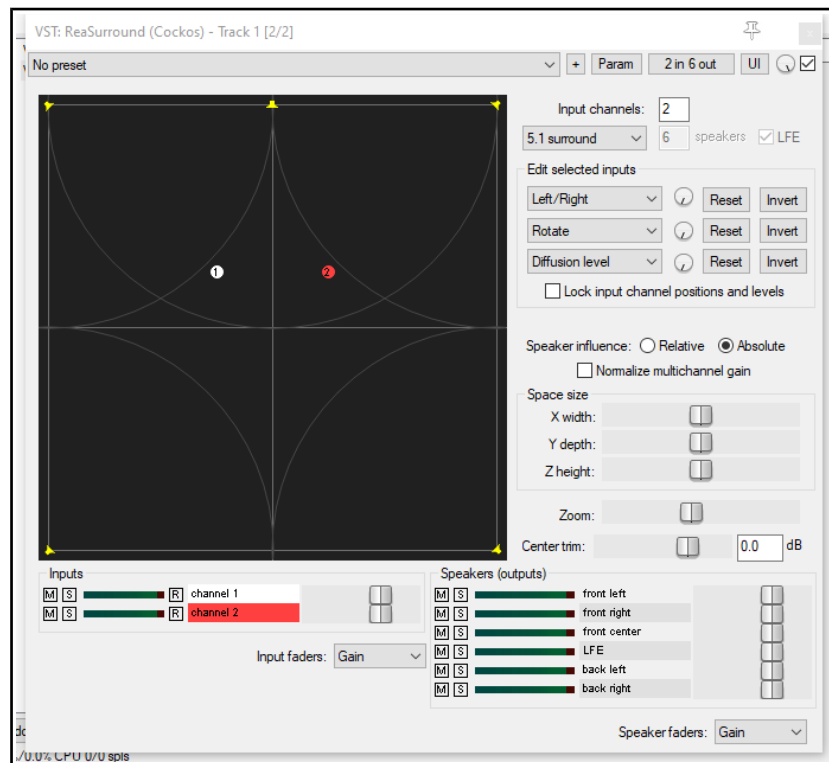 VST: ReaSurround (Cockos) - Track 1 [2/2]
No preset + Param 2 in 6 out UI
Input channels: 2
5.1 surround 6 speakers LFE
Edit selected inputs
Left/Right Reset Invert
Rotate Reset Invert
Diffusion level Reset Invert
Lock input channel positions and levels
1 2
Speaker influence: Relative Absolute
Normalize multichannel gain
Space size
X width:
Y depth:
Z height:
Zoom:
Center trim: 0.0 dB
Inputs
M S R channel 1
M S R channel 2
Input faders: Gain
Speakers (outputs)
M S front left
M S front right
M S front center
M S LFE
M S back left
M S back right
Speaker faders: Gain
/0.0% CPU 0/0 spls